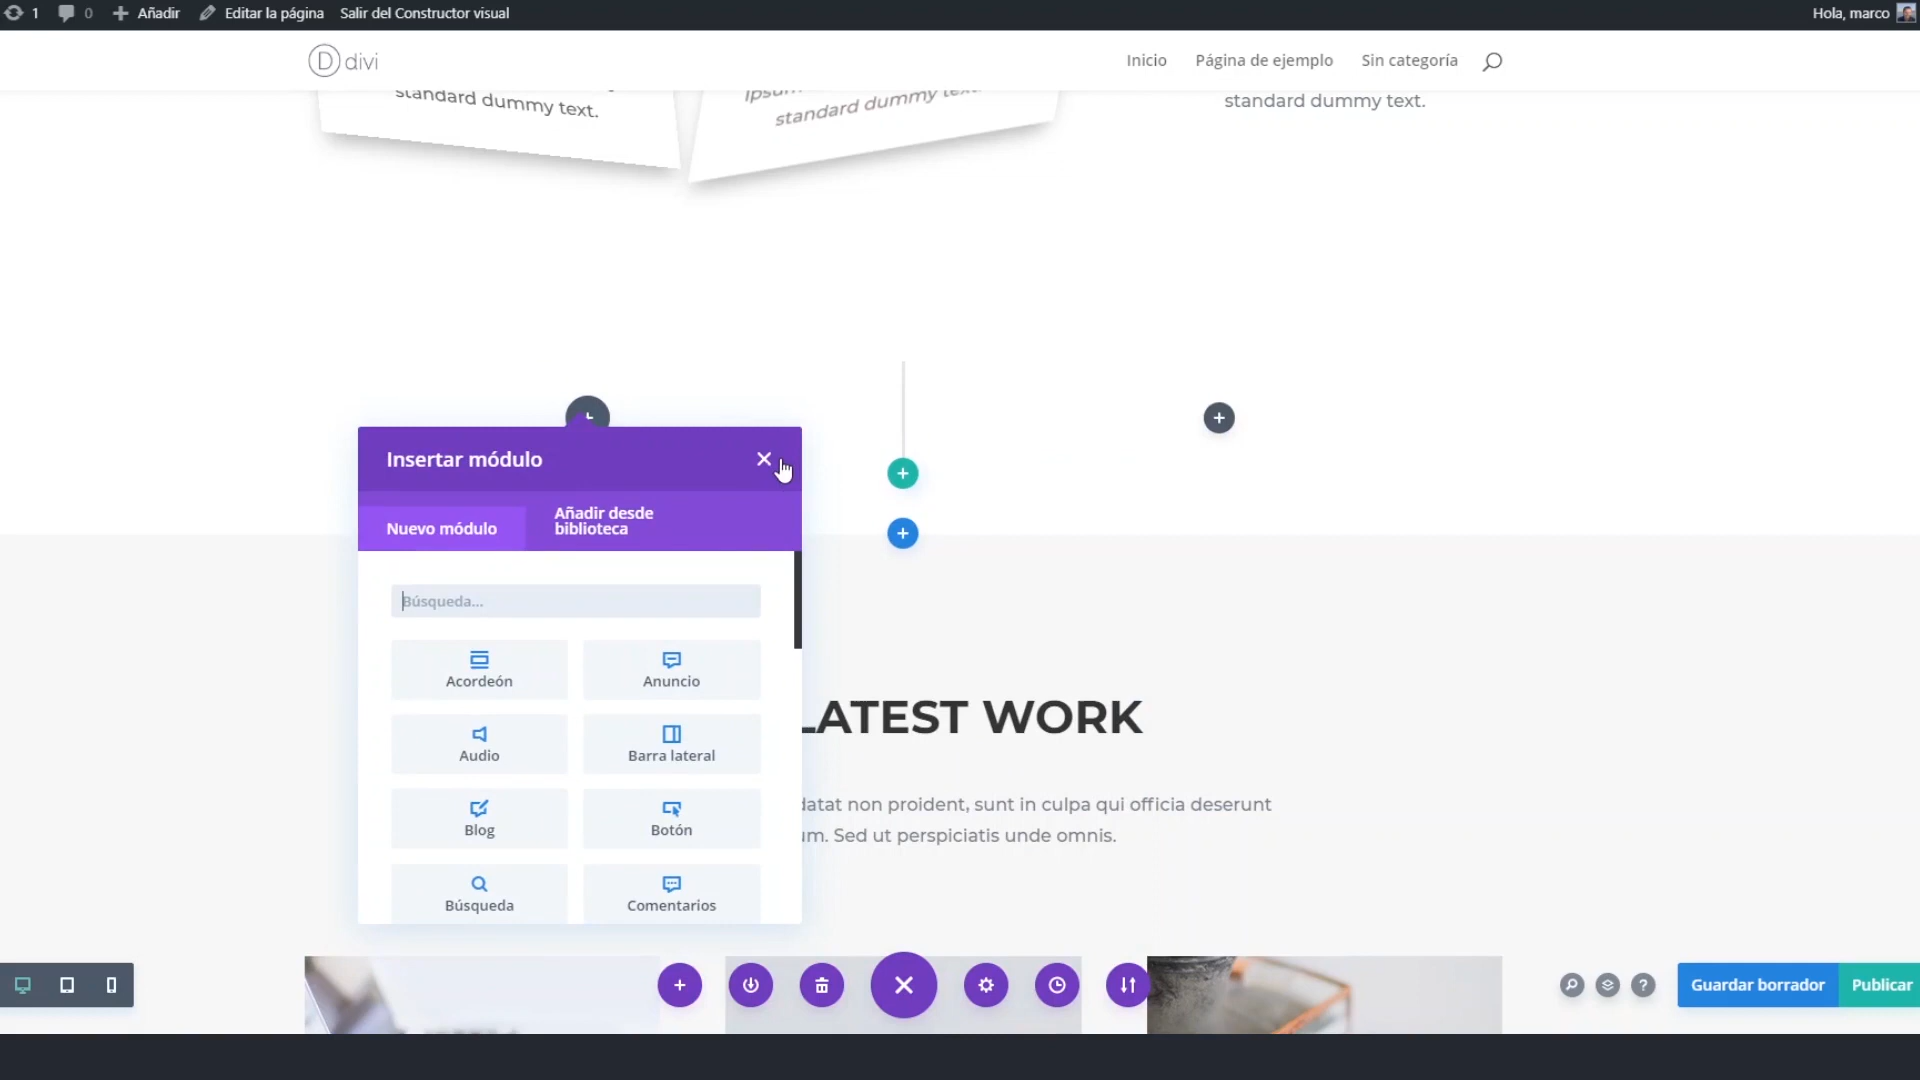 1 0 Añadir Editar la página Salir del Constructor visual Hola, marco
D divi Inicio Página de ejemplo Sin categoría
standard dummy text.
standard dummy
standard dummy text.
Insertar módulo
Nuevo módulo
Añadir desde
biblioteca
Búsqueda...
Acordeón Anuncio
Audio Barra lateral
Blog Botón
Búsqueda Comentarios
LATEST WORK
datat non proident, sunt in culpa qui officia deserunt
um. Sed ut perspiciatis unde omnis.
? Guardar borrador Publicar